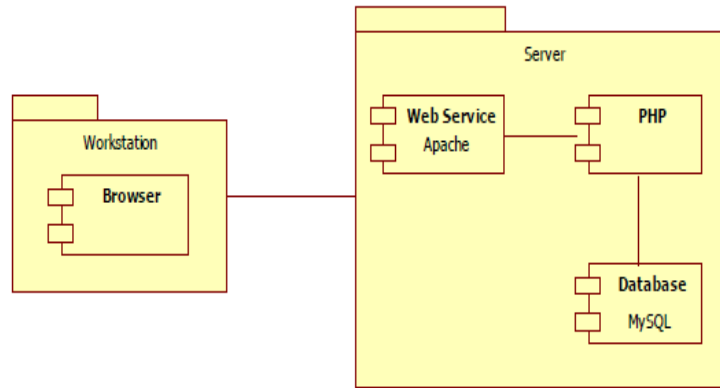 Server
Web Service
Apache
PHP
Workstation
Browser
Database
MySQL